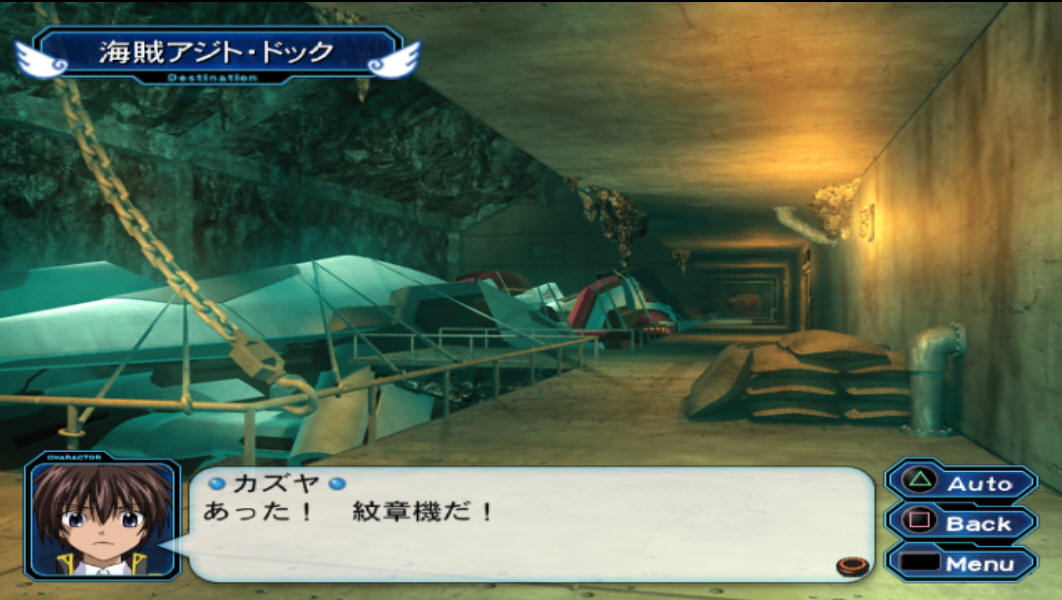 海賊アジト・ドック
Destination
CHARACTOR
カズヤ
あった！　紋章機だ！
Auto
Back
Menu